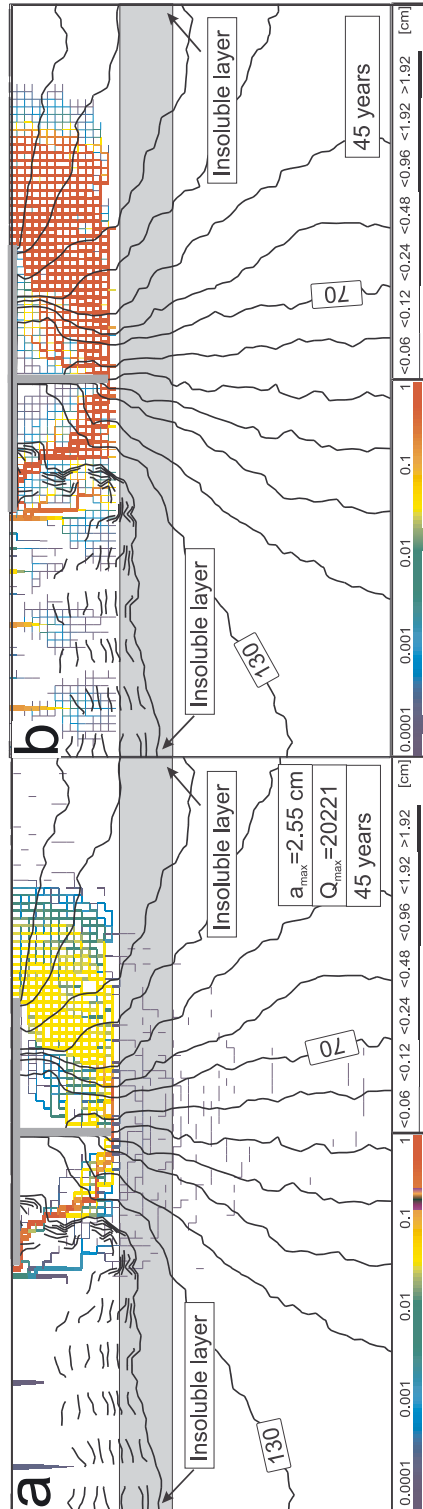 a
Insoluble layer
Insoluble layer
130
70
a_max=2.55 cm
Q_max=20221
45 years
0.0001 0.001 0.01 0.1 1 <0.06 <0.12 <0.24 <0.48 <0.96 <1.92 >1.92 [cm]
b
Insoluble layer
Insoluble layer
130
70
45 years
0.0001 0.001 0.01 0.1 1 <0.06 <0.12 <0.24 <0.48 <0.96 <1.92 >1.92 [cm]